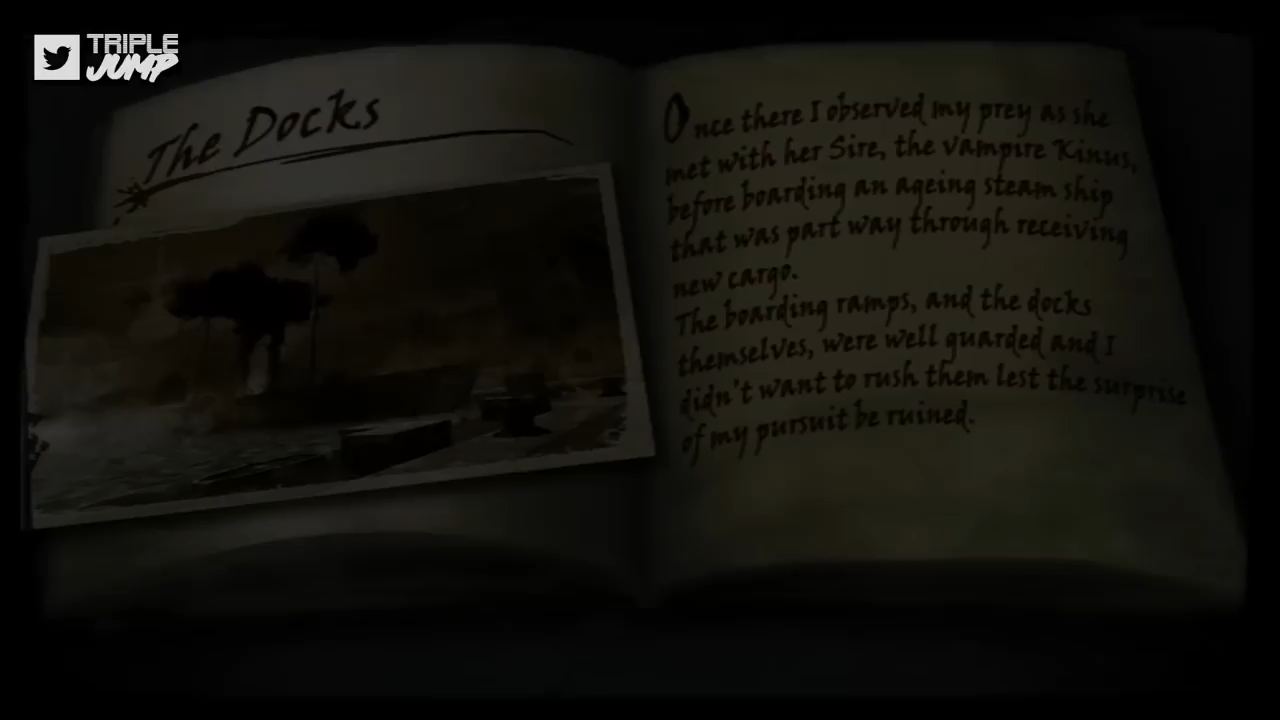 TRIPLE
JUMP
The Docks
Once there I observed my prey as she
met with her Sire, the vampire Kinus,
before boarding an ageing steam ship
that was part way through receiving
new cargo.
The boarding ramps, and the docks
themselves, were well guarded and I
didn't want to rush them lest the surprise
of my pursuit be ruined.